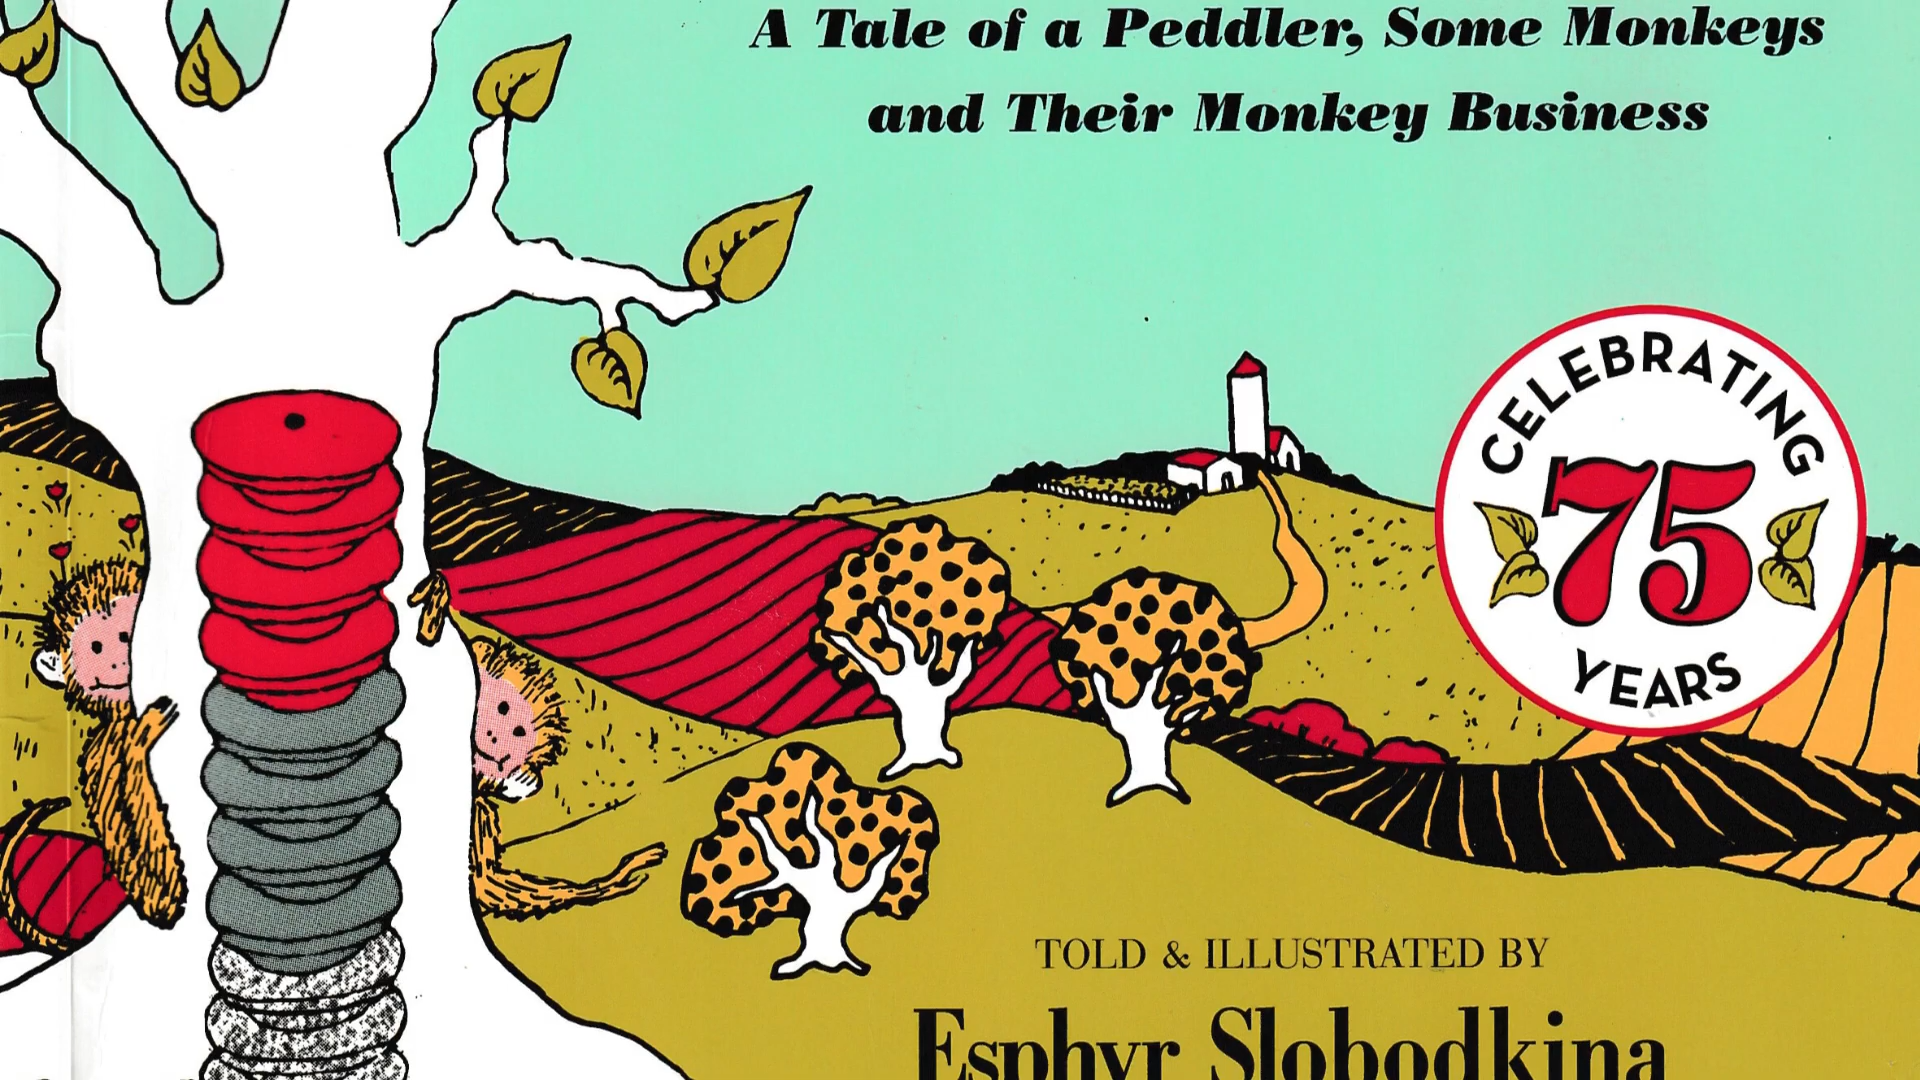 A Tale of a Peddler, Some Monkeys
and Their Monkey Business
CELEBRATING
75
YEARS
TOLD & ILLUSTRATED BY
Esphyr Slobodkina